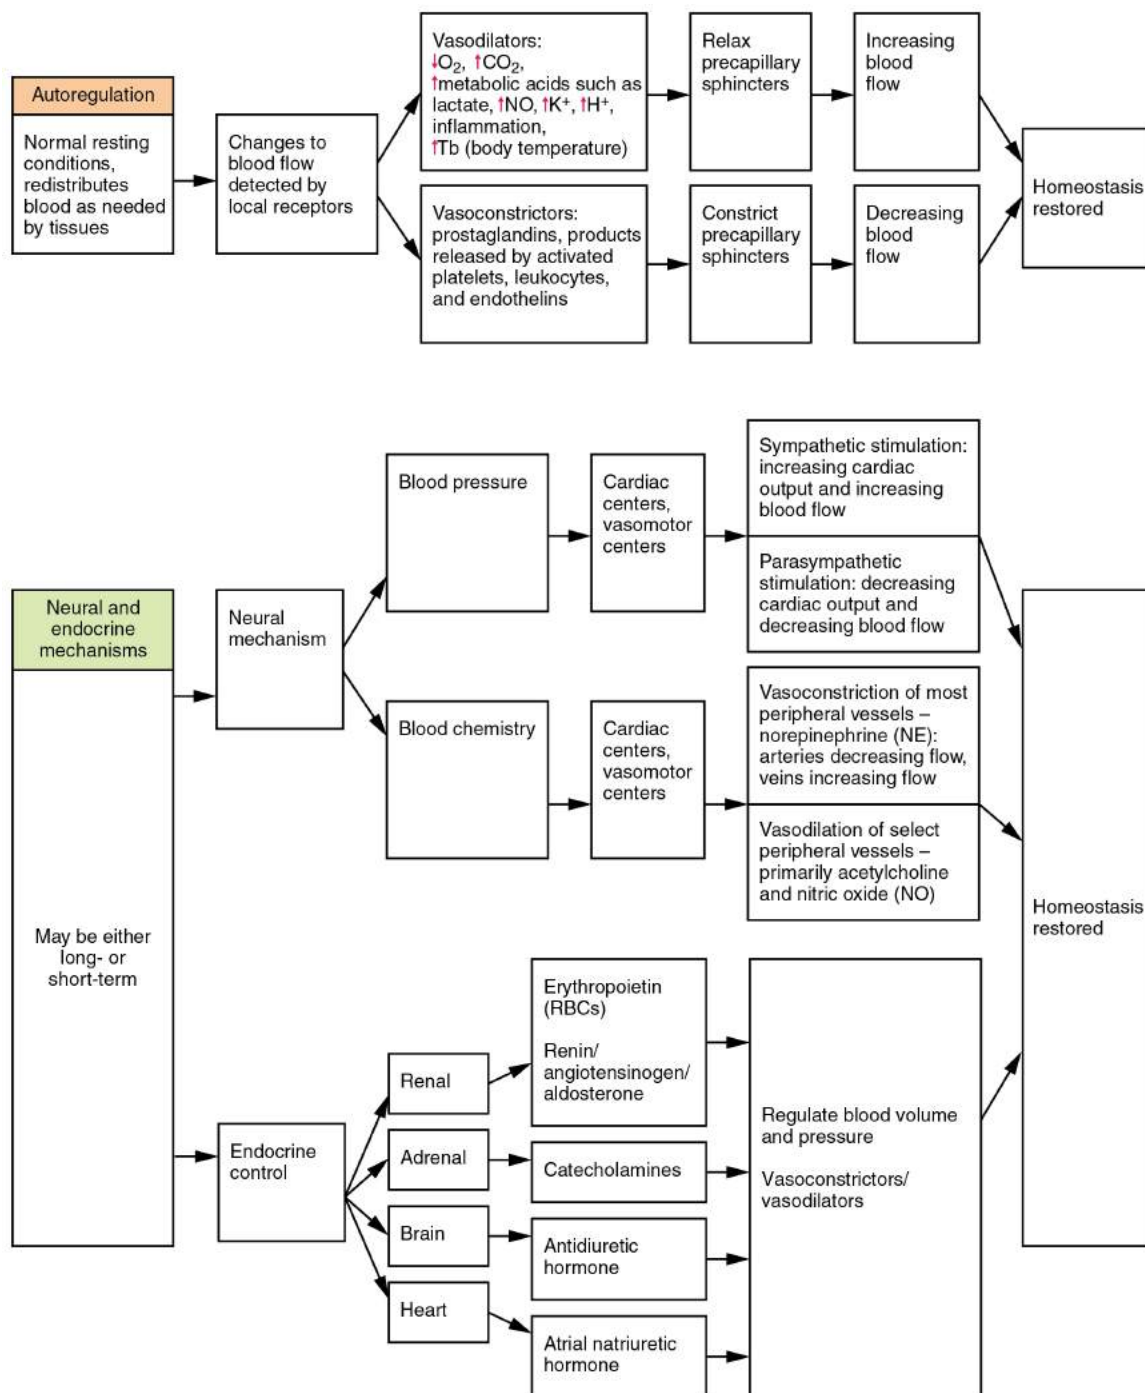 Autoregulation
Normal resting
conditions,
redistributes
blood as needed
by tissues
Changes to
blood flow
detected by
local receptors
Vasodilators:
↓O₂, ↑CO₂,
↑metabolic acids such as
lactate, ↑NO, ↑K⁺, ↑H⁺,
inflammation,
↑Tb (body temperature)
Relax
precapillary
sphincters
Increasing
blood
flow
Vasoconstrictors:
prostaglandins, products
released by activated
platelets, leukocytes,
and endothelins
Constrict
precapillary
sphincters
Decreasing
blood
flow
Homeostasis
restored
Neural and
endocrine
mechanisms
May be either
long- or
short-term
Neural
mechanism
Blood pressure
Cardiac
centers,
vasomotor
centers
Sympathetic stimulation:
increasing cardiac
output and increasing
blood flow
Parasympathetic
stimulation: decreasing
cardiac output and
decreasing blood flow
Blood chemistry
Cardiac
centers,
vasomotor
centers
Vasoconstriction of most
peripheral vessels –
norepinephrine (NE):
arteries decreasing flow,
veins increasing flow
Vasodilation of select
peripheral vessels –
primarily acetylcholine
and nitric oxide (NO)
Endocrine
control
Renal
Erythropoietin
(RBCs)
Renin/
angiotensinogen/
aldosterone
Adrenal
Catecholamines
Brain
Antidiuretic
hormone
Heart
Atrial natriuretic
hormone
Regulate blood volume
and pressure
Vasoconstrictors/
vasodilators
Homeostasis
restored